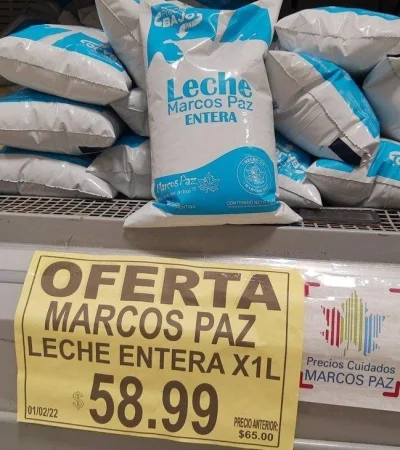 BAJO
Leche
Marcos Paz
ENTERA
Marcos Paz
OFERTA
MARCOS PAZ
LECHE ENTERA X1L
$ 58.99
01/02/22
PRECIO ANTERIOR:
$65.00
Precios Cuidados
MARCOS PAZ